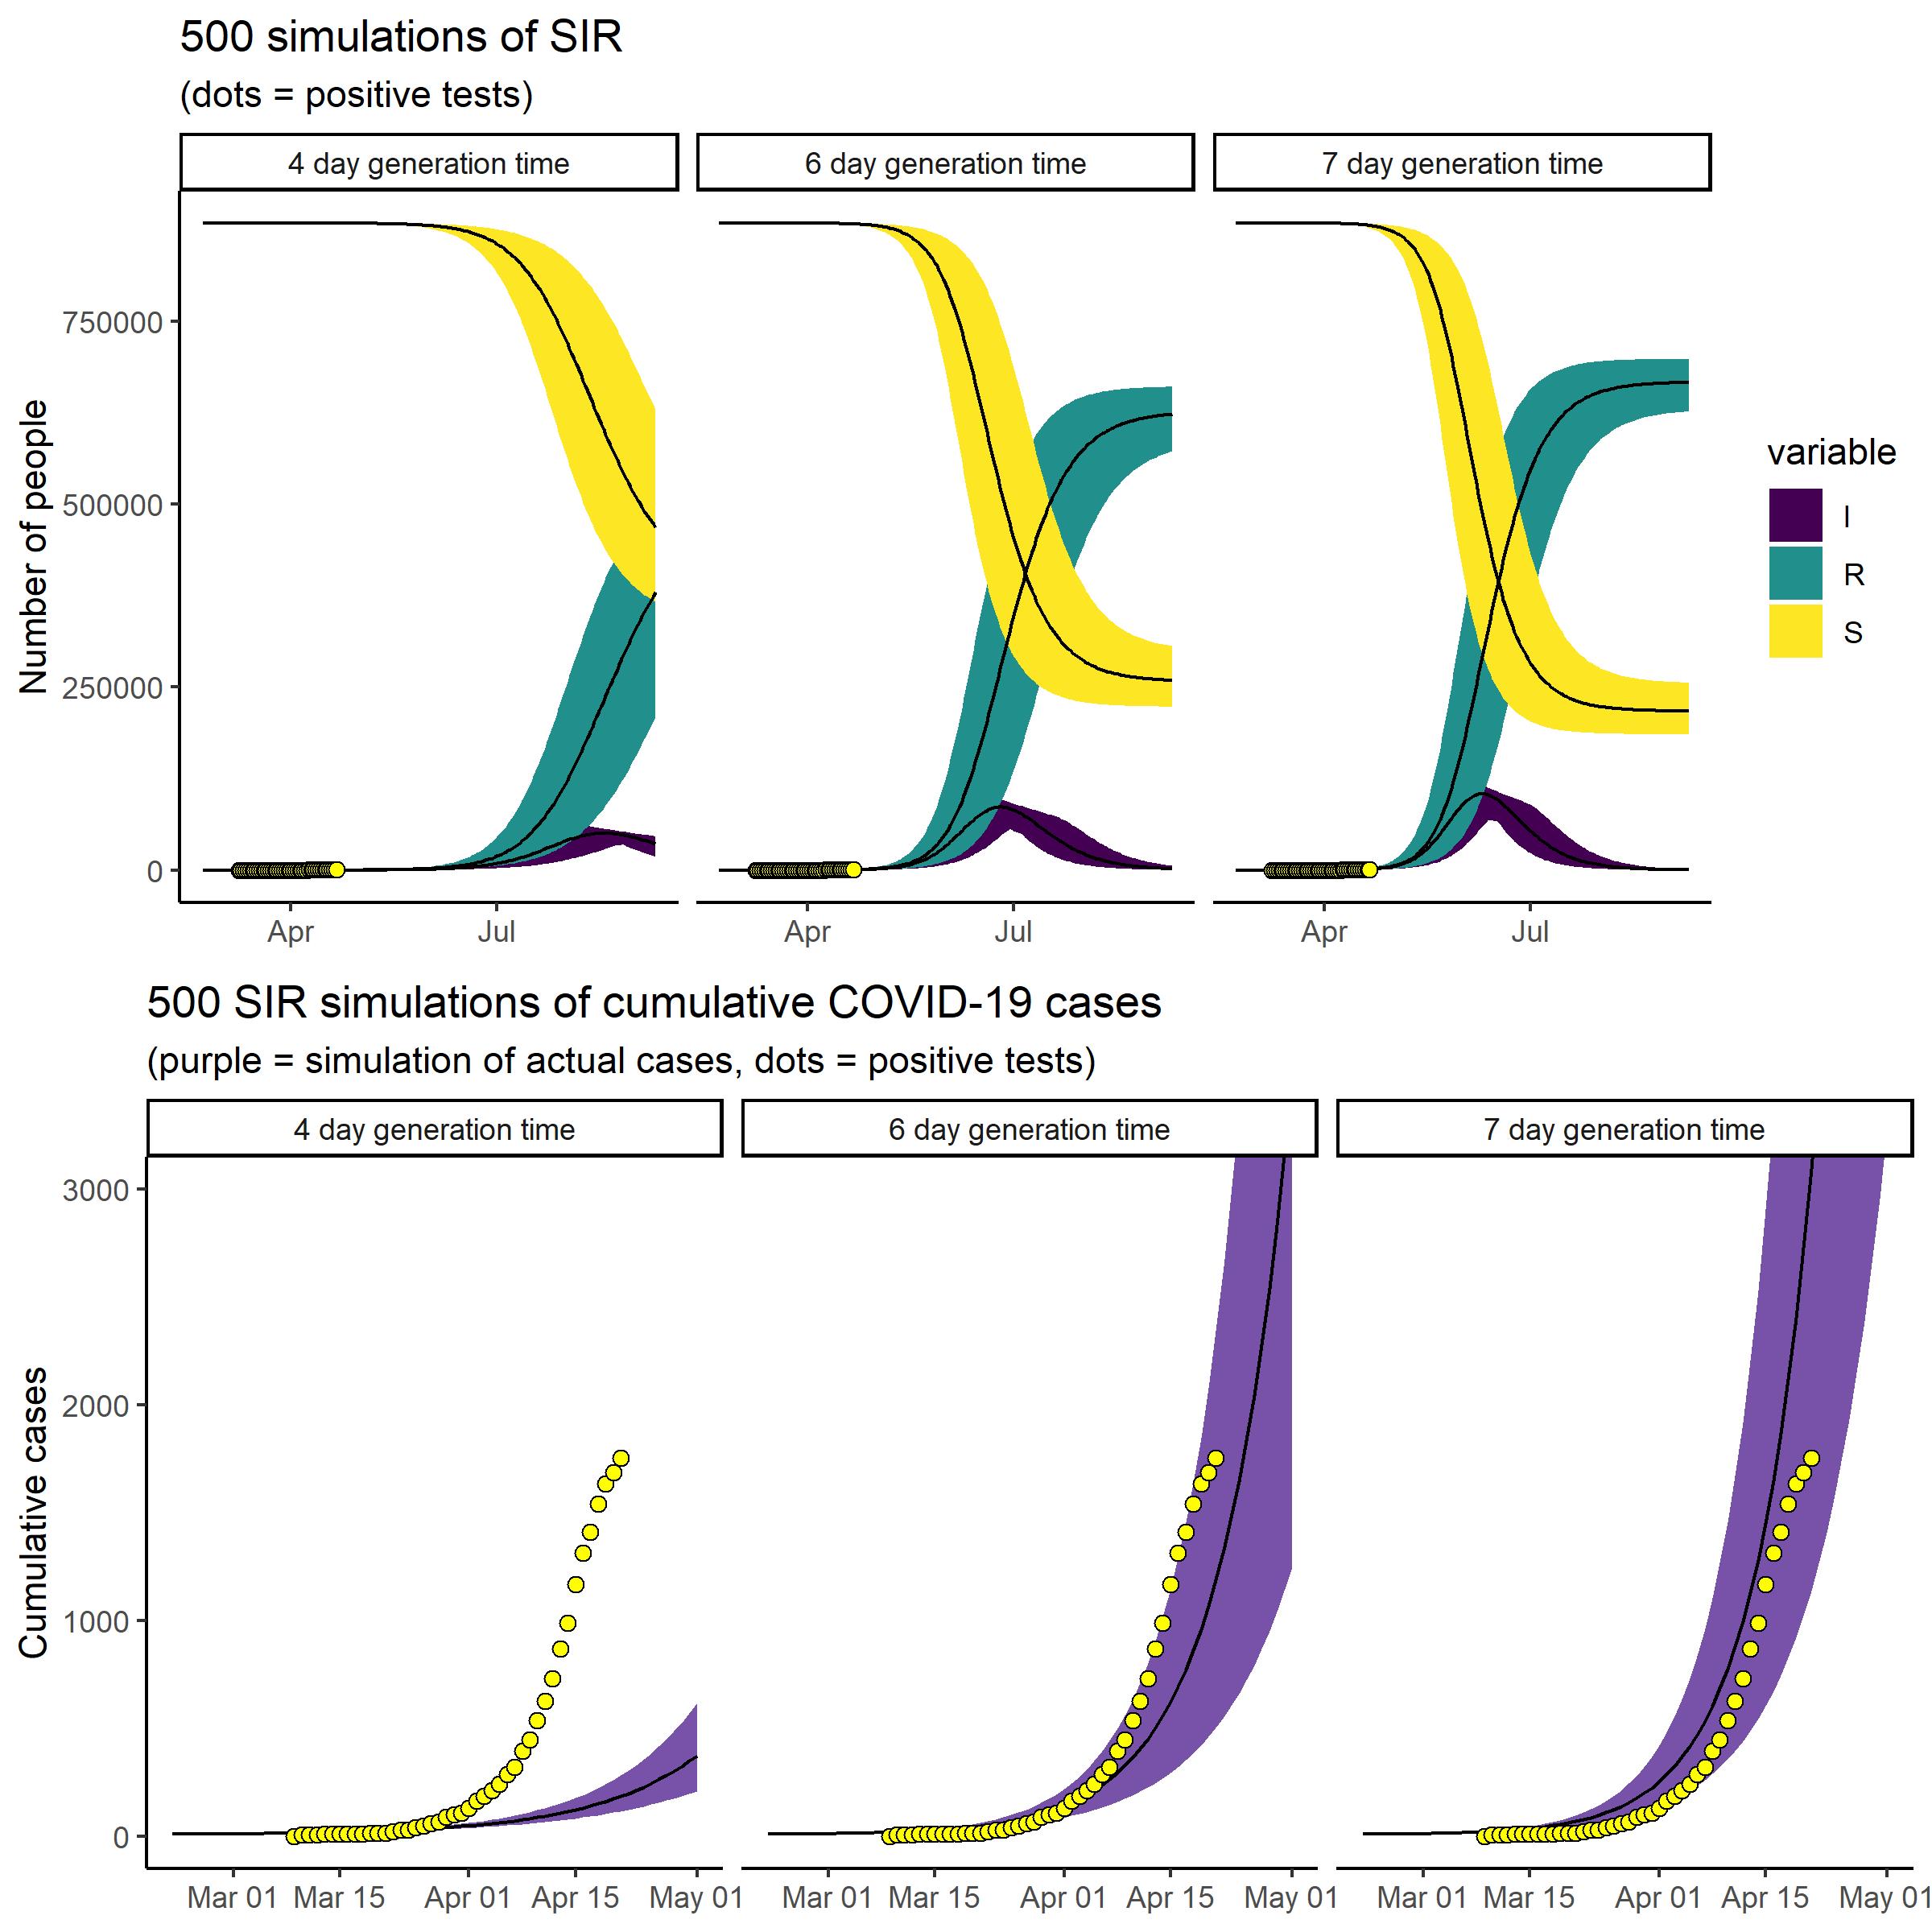 500 simulations of SIR
(dots = positive tests)
4 day generation time
6 day generation time
7 day generation time
Number of people
750000
500000
250000
0
Apr
Jul
Apr
Jul
Apr
Jul
variable
I
R
S
500 SIR simulations of cumulative COVID-19 cases
(purple = simulation of actual cases, dots = positive tests)
4 day generation time
6 day generation time
7 day generation time
Cumulative cases
3000
2000
1000
0
Mar 01
Mar 15
Apr 01
Apr 15
May 01
Mar 01
Mar 15
Apr 01
Apr 15
May 01
Mar 01
Mar 15
Apr 01
Apr 15
May 01